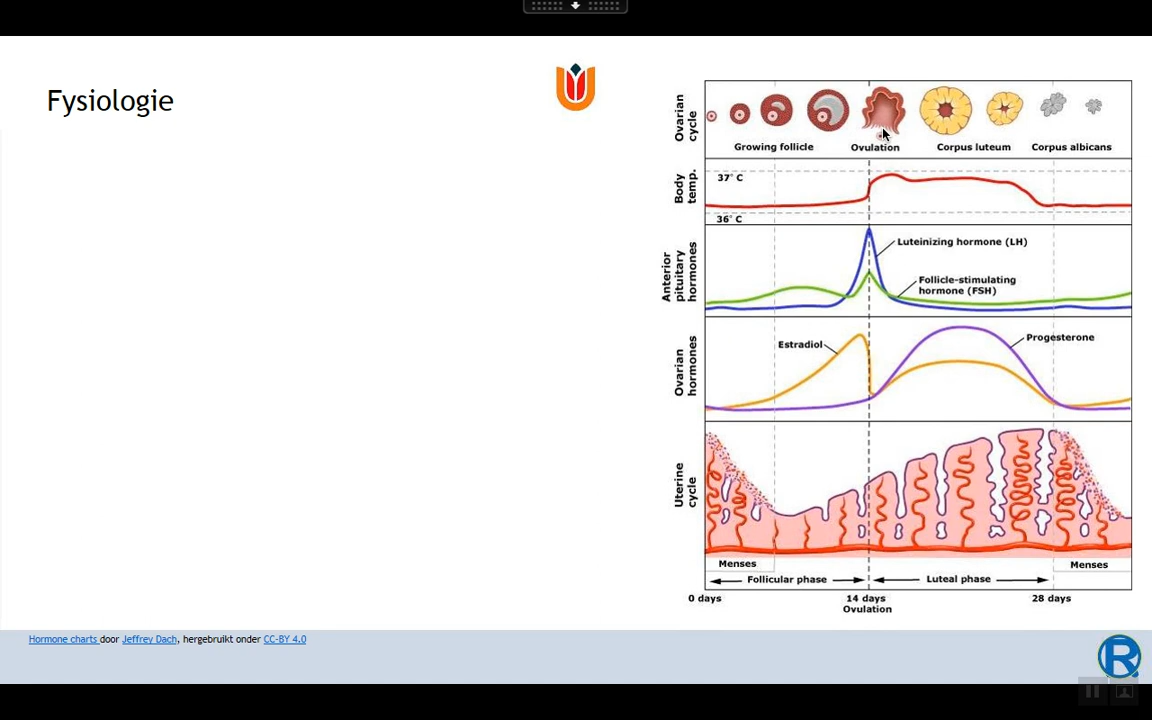 Fysiologie
Ovarian
cycle
Growing follicle
Ovulation
Corpus luteum
Corpus albicans
Body
temp.
37° C
36° C
Anterior
pituitary
hormones
Luteinizing hormone (LH)
Follicle-stimulating
hormone (FSH)
Ovarian
hormones
Estradiol
Progesterone
Uterine
cycle
Menses
Menses
Follicular phase
Luteal phase
0 days
14 days
Ovulation
28 days
Hormone charts door Jeffrey Dach, hergebruikt onder CC-BY 4.0
R